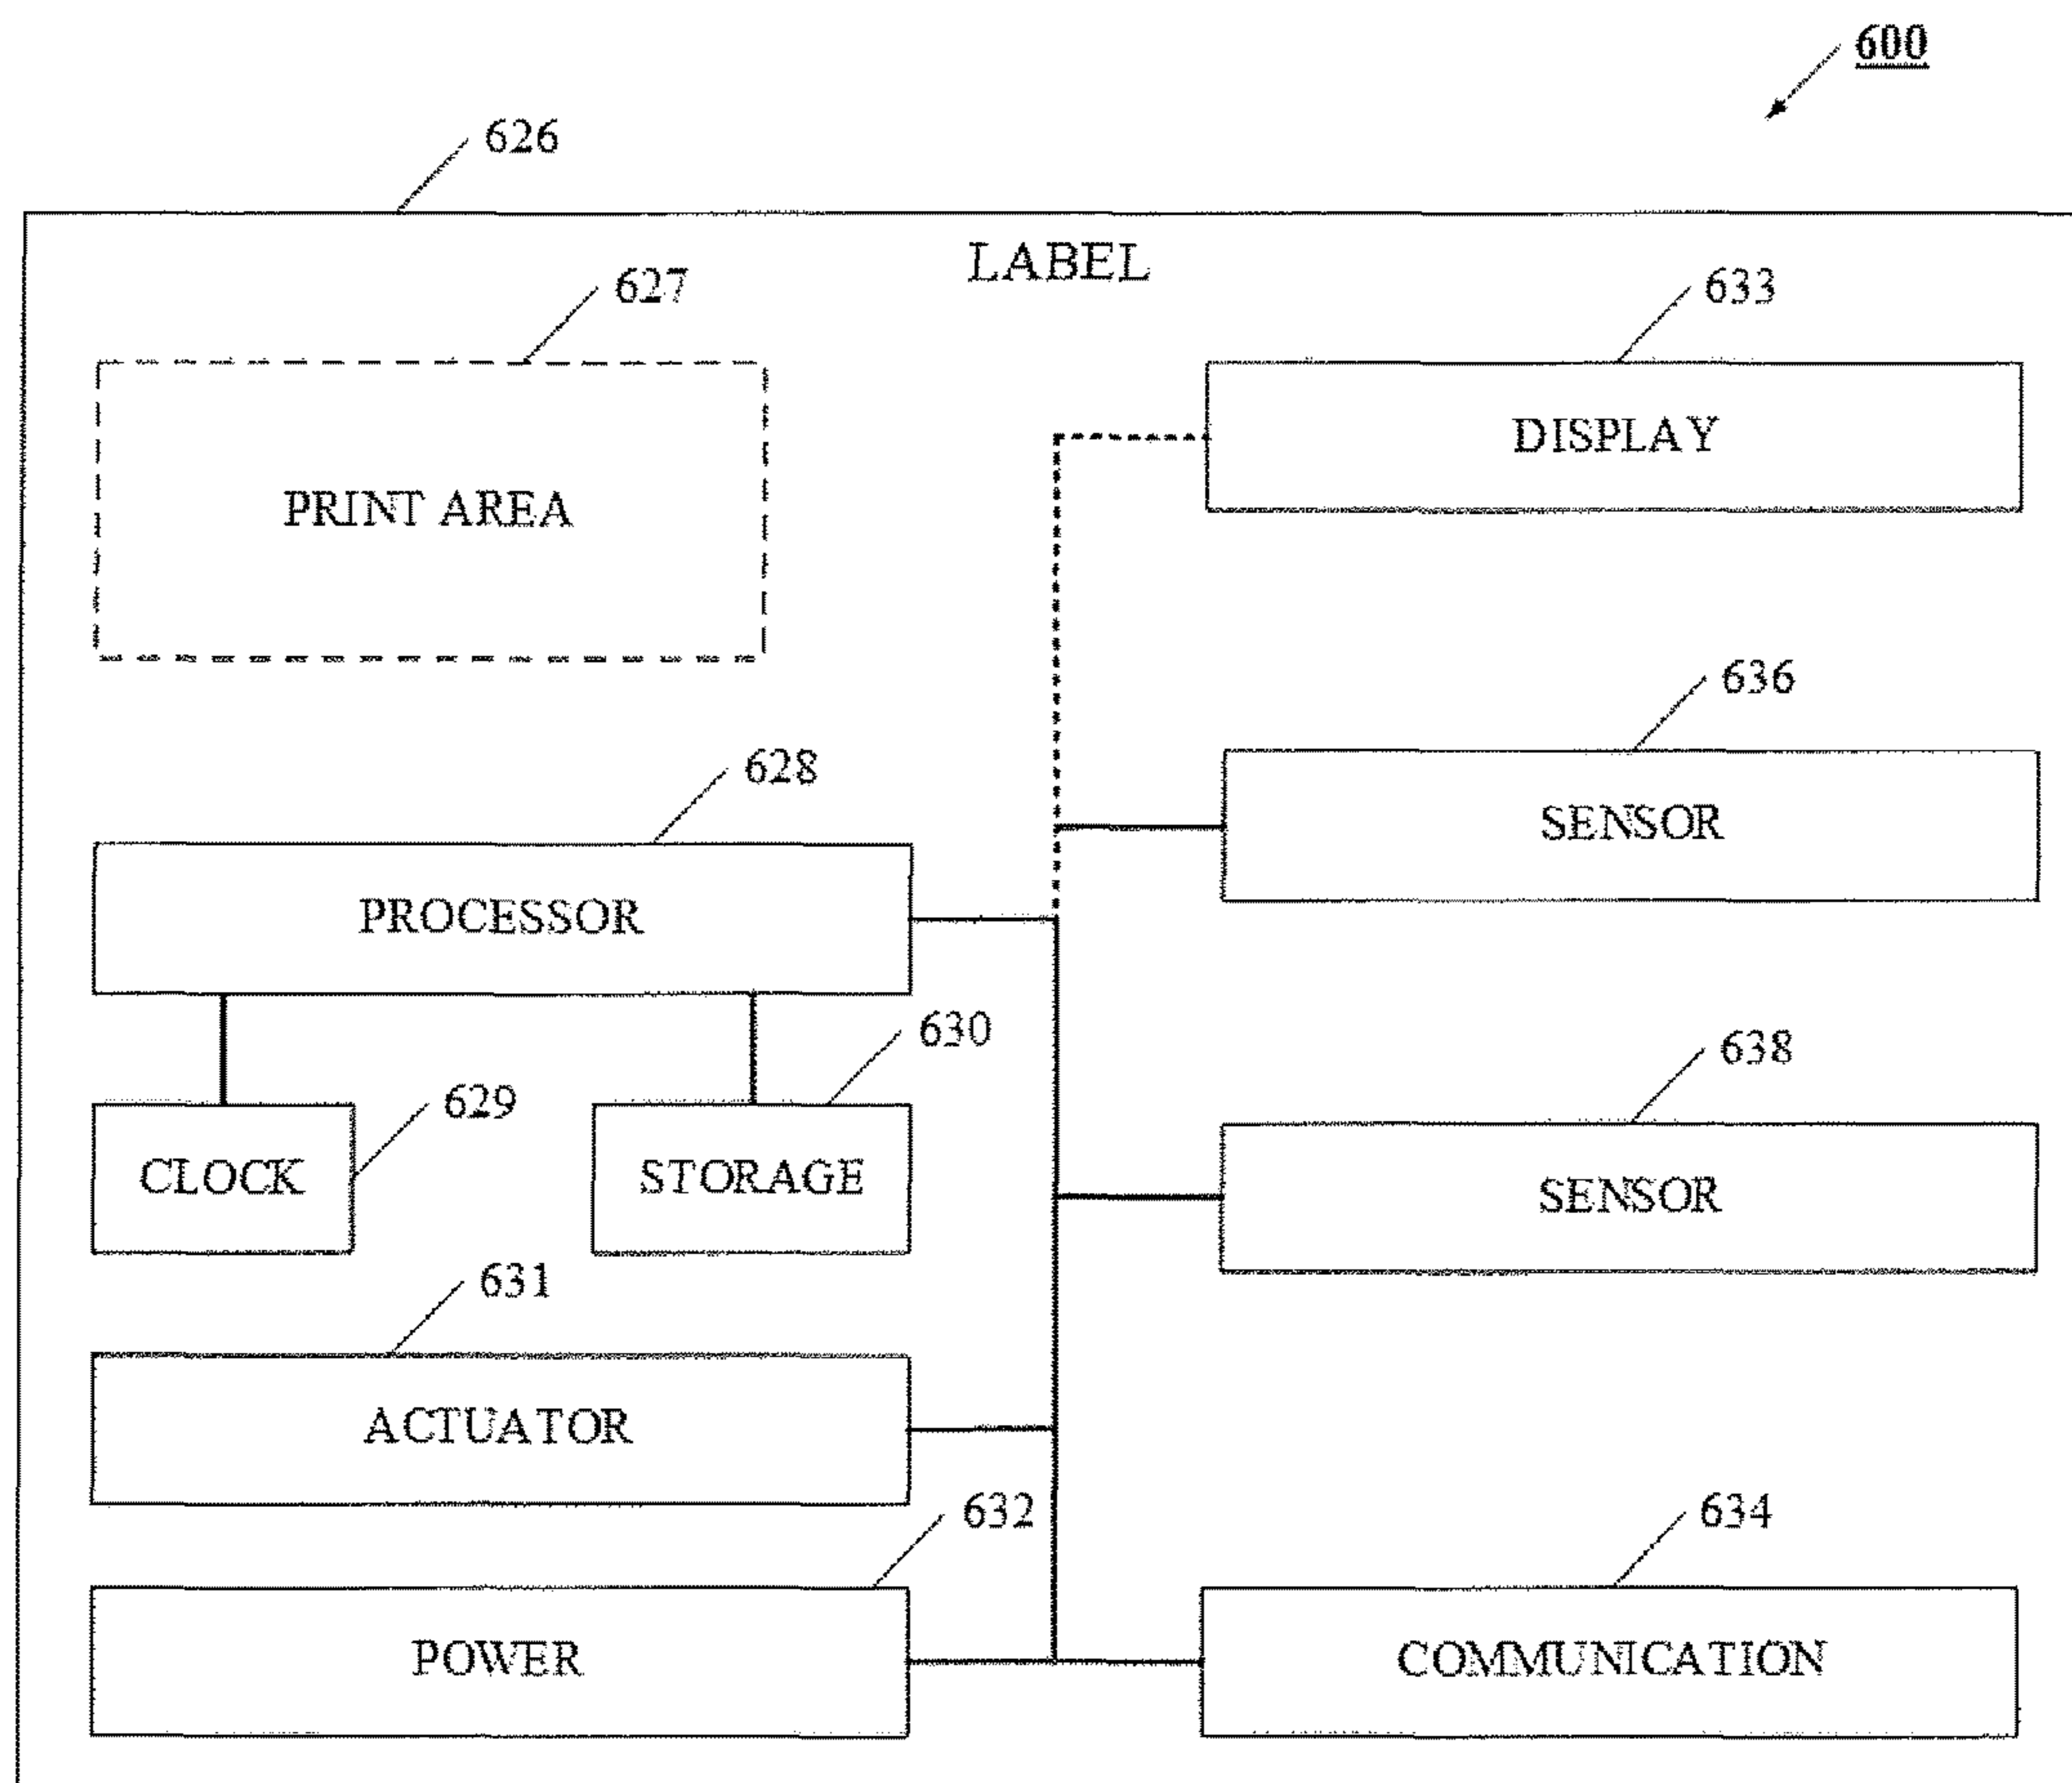 600
626
LABEL
627
633
PRINT AREA
DISPLAY
636
628
SENSOR
PROCESSOR
630
638
629
CLOCK
STORAGE
SENSOR
631
ACTUATOR
632
634
POWER
COMMUNICATION